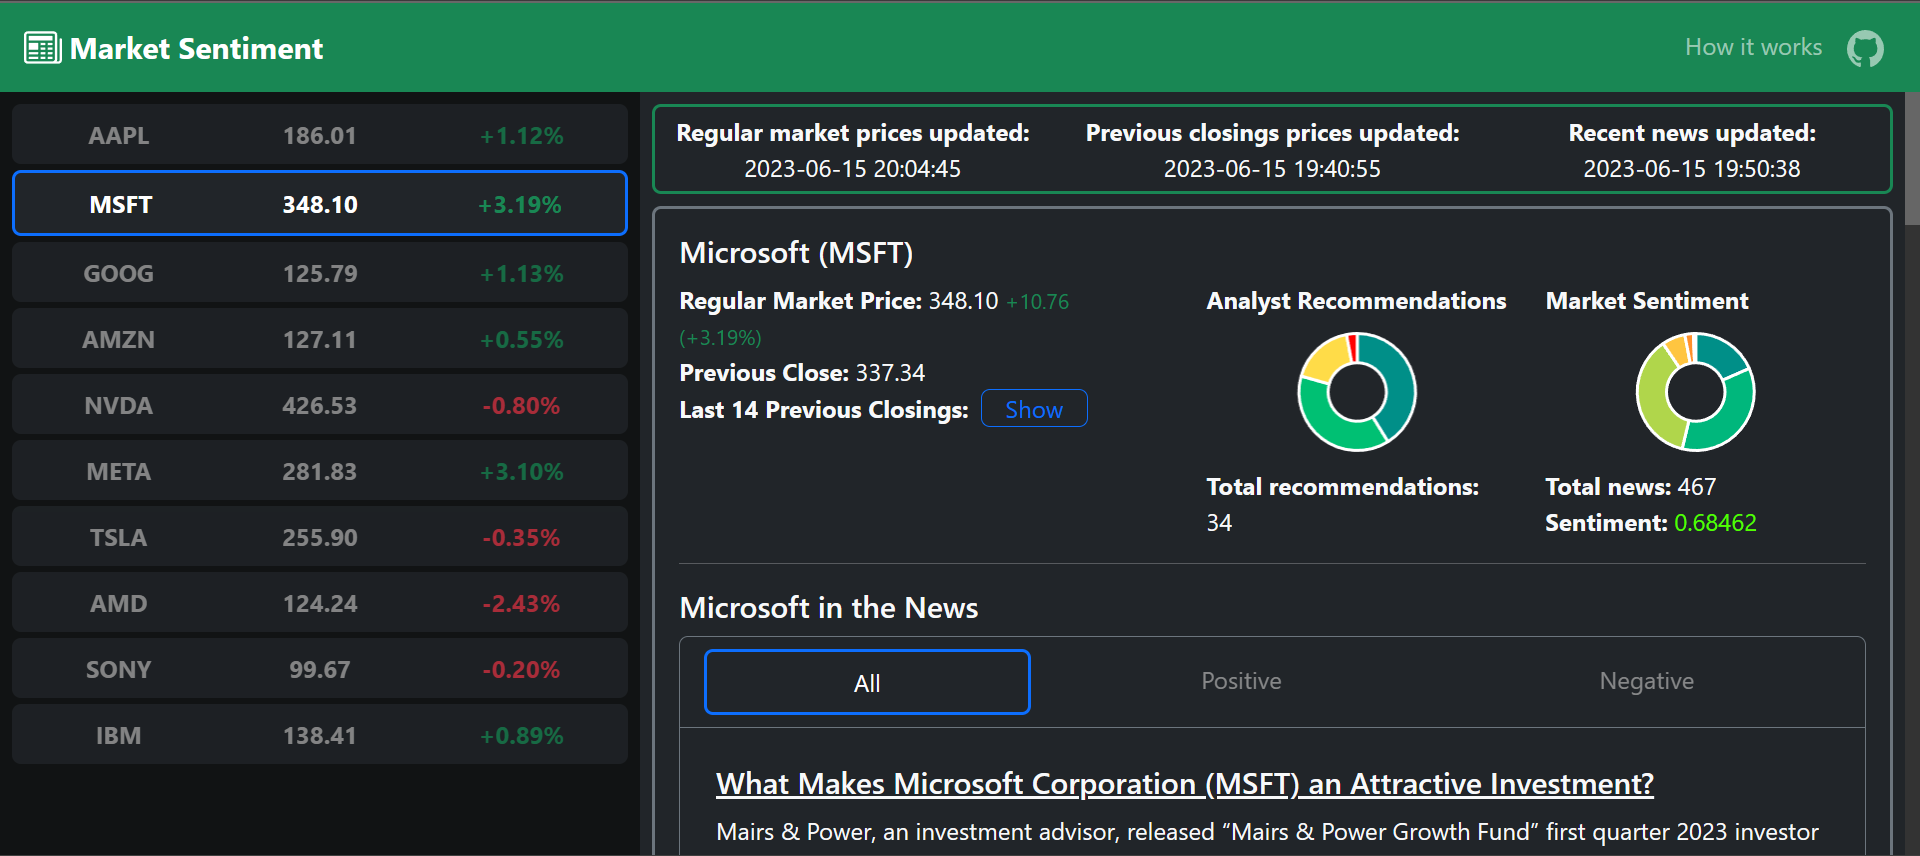 Market Sentiment
How it works
AAPL 186.01 +1.12%
MSFT 348.10 +3.19%
GOOG 125.79 +1.13%
AMZN 127.11 +0.55%
NVDA 426.53 -0.80%
META 281.83 +3.10%
TSLA 255.90 -0.35%
AMD 124.24 -2.43%
SONY 99.67 -0.20%
IBM 138.41 +0.89%
Regular market prices updated:
2023-06-15 20:04:45
Previous closings prices updated:
2023-06-15 19:40:55
Recent news updated:
2023-06-15 19:50:38
Microsoft (MSFT)
Regular Market Price: 348.10 +10.76
(+3.19%)
Previous Close: 337.34
Last 14 Previous Closings: Show
Analyst Recommendations
Total recommendations:
34
Market Sentiment
Total news: 467
Sentiment: 0.68462
Microsoft in the News
All
Positive
Negative
What Makes Microsoft Corporation (MSFT) an Attractive Investment?
Mairs & Power, an investment advisor, released “Mairs & Power Growth Fund” first quarter 2023 investor